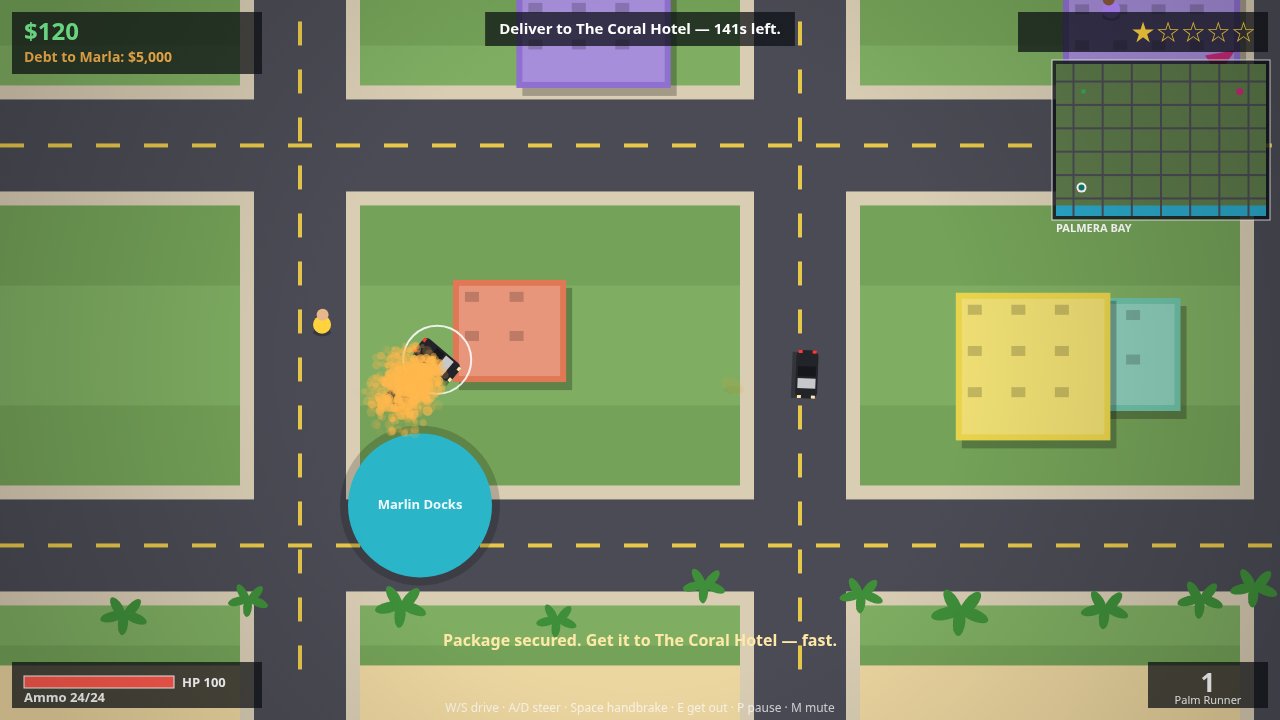 $120
Debt to Marla: $5,000
Deliver to The Coral Hotel — 141s left.
★☆☆☆☆
PALMERA BAY
Marlin Docks
Package secured. Get it to The Coral Hotel — fast.
HP 100
Ammo 24/24
W/S drive · A/D steer · Space handbrake · E get out · P pause · M mute
1
Palm Runner